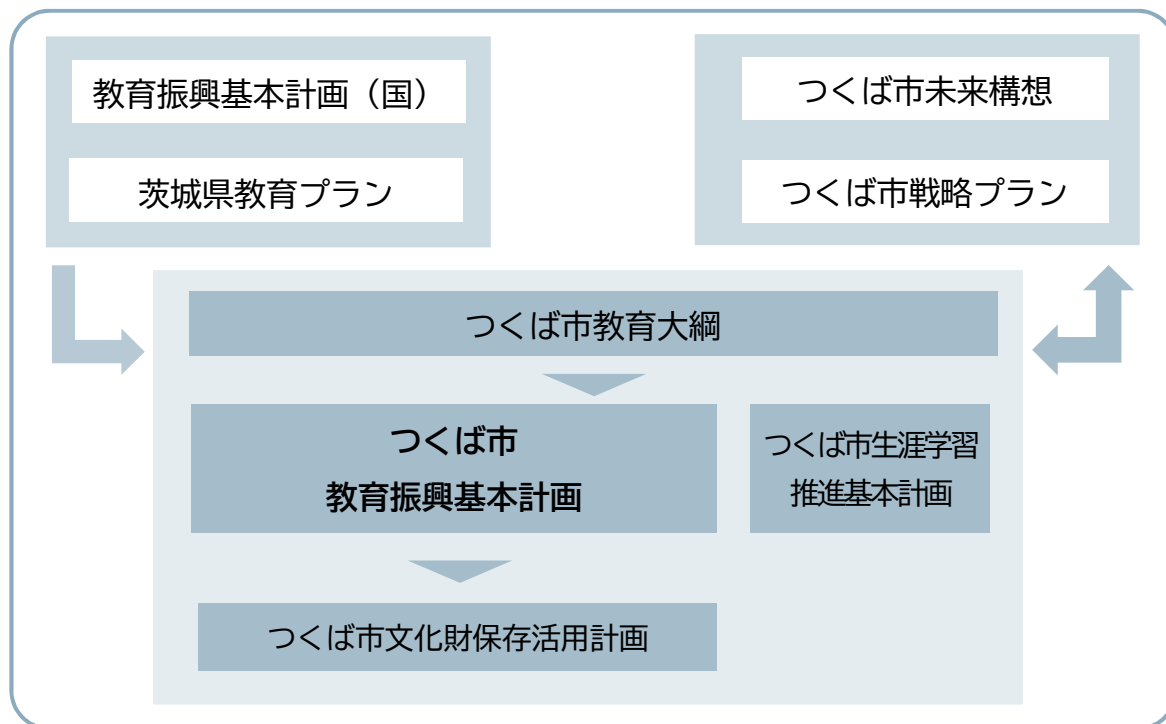 教育振興基本計画（国）
茨城県教育プラン
つくば市未来構想
つくば市戦略プラン
つくば市教育大綱
つくば市
教育振興基本計画
つくば市生涯学習
推進基本計画
つくば市文化財保存活用計画